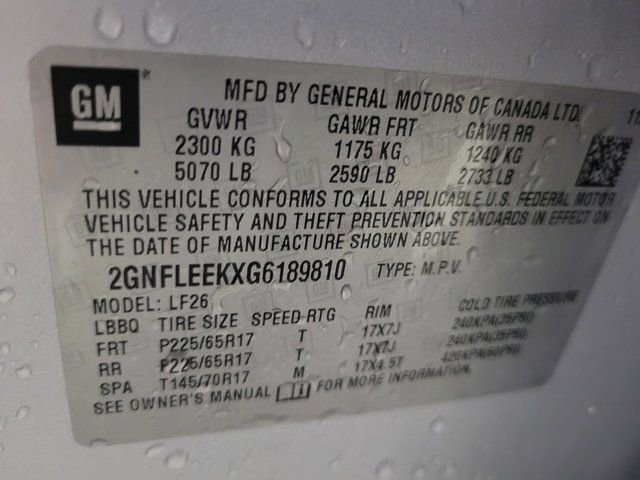 GM®
MFD BY GENERAL MOTORS OF CANADA LTD. 11
GVWR GAWR FRT GAWR RR
2300 KG 1175 KG 1240 KG
5070 LB 2590 LB 2733 LB
THIS VEHICLE CONFORMS TO ALL APPLICABLE U.S. FEDERAL MOTOR
VEHICLE SAFETY AND THEFT PREVENTION STANDARDS IN EFFECT ON
THE DATE OF MANUFACTURE SHOWN ABOVE.
2GNFLEEKXG6189810 TYPE: M.P.V.
MODEL: LF26
LBBQ TIRE SIZE SPEED RTG RIM COLD TIRE PRESSURE
FRT P225/65R17 T 17X7J 240KPA(35PSI)
RR P225/65R17 T 17X7J 240KPA(35PSI)
SPA T145/70R17 M 17X4.5T 420KPA(60PSI)
SEE OWNER'S MANUAL FOR MORE INFORMATION.